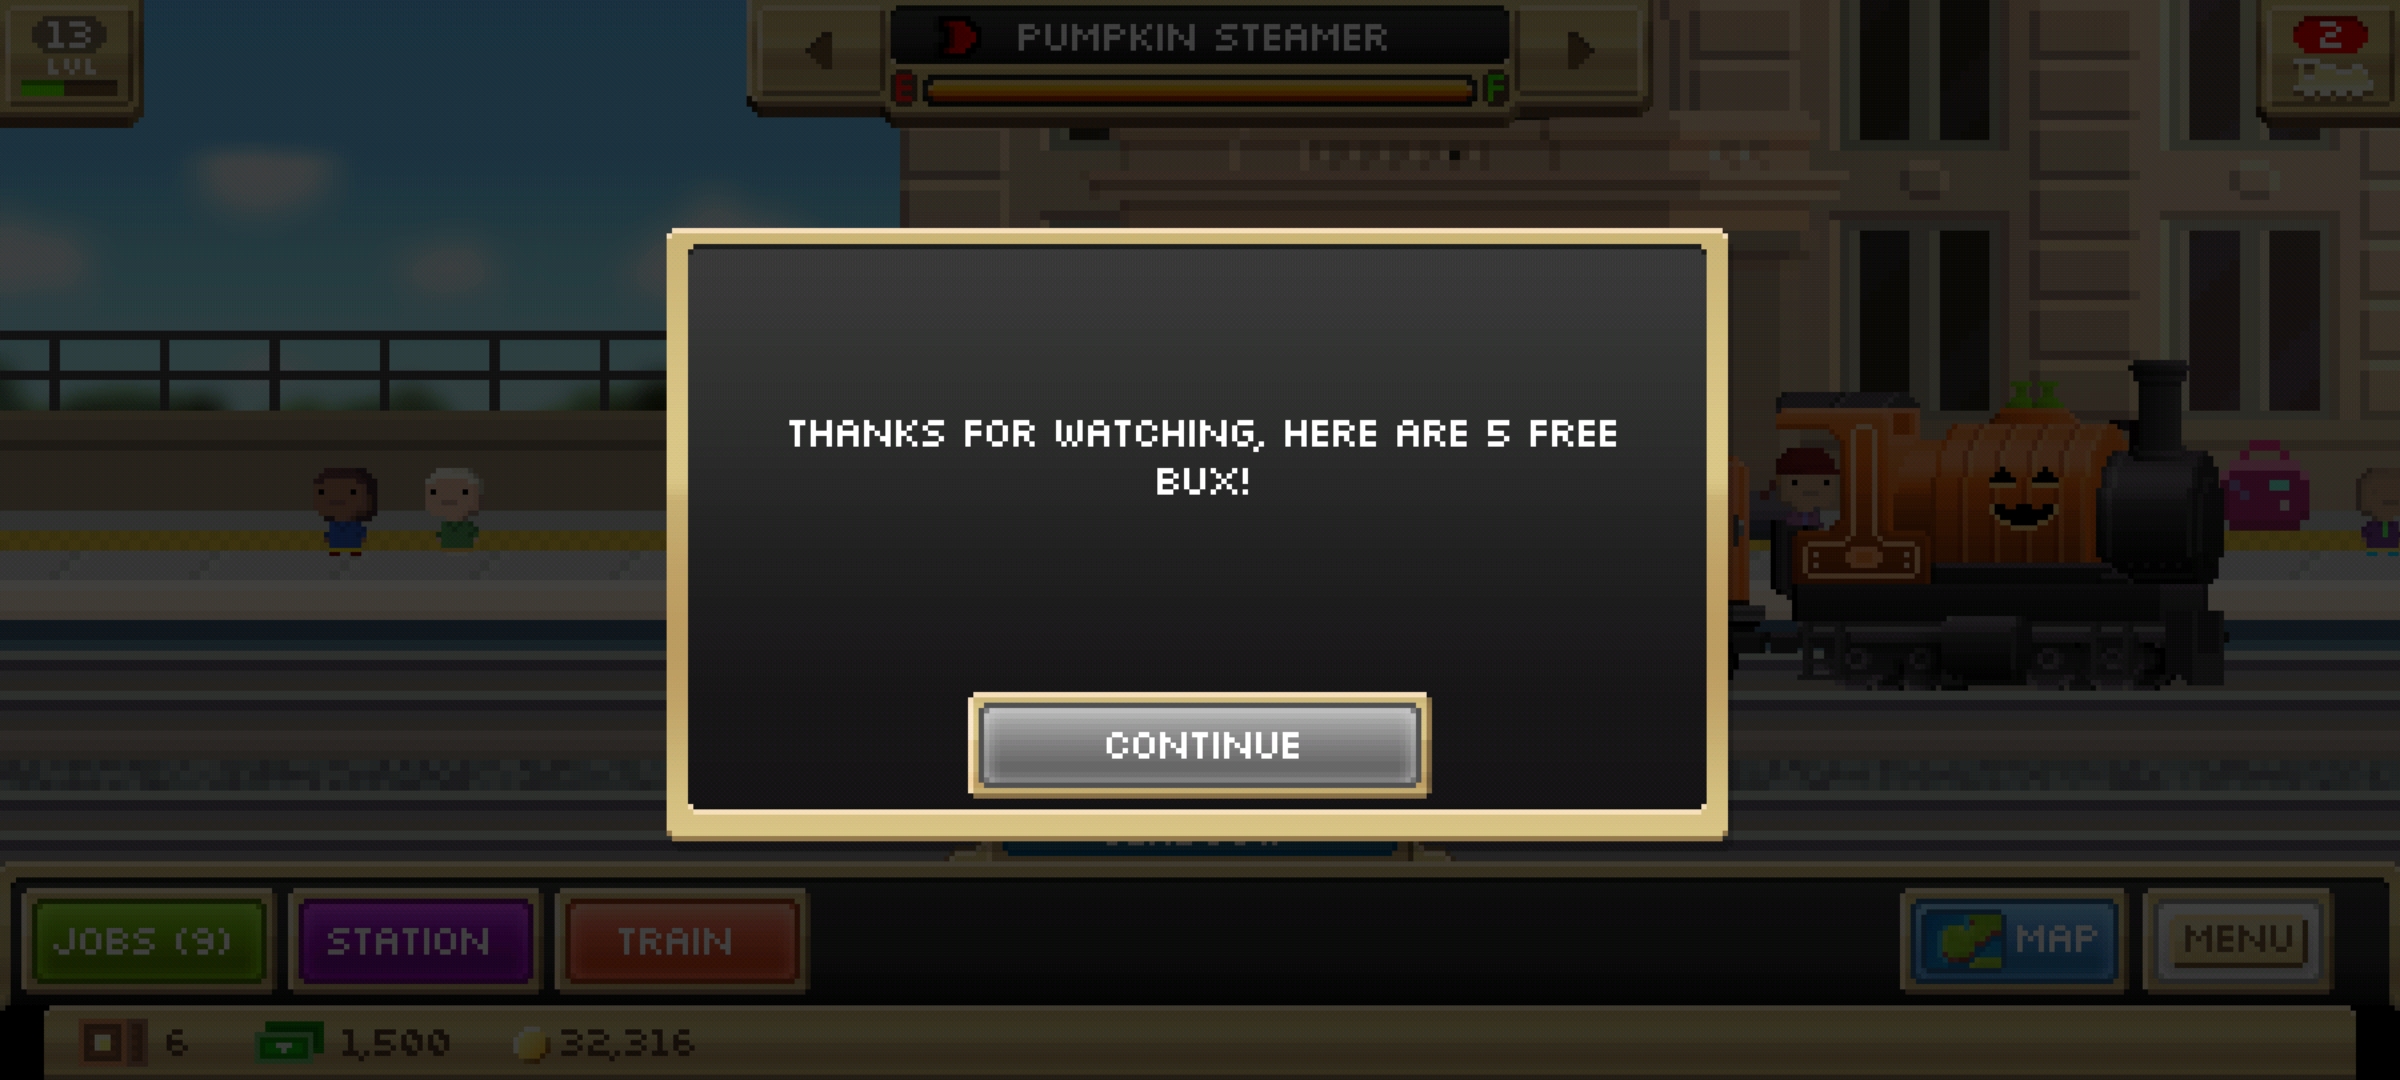 13
LVL
PUMPKIN STEAMER
E F
2
THANKS FOR WATCHING, HERE ARE 5 FREE
BUX!
CONTINUE
JOBS (9)
STATION
TRAIN
MAP
MENU
6
1,500
32,316